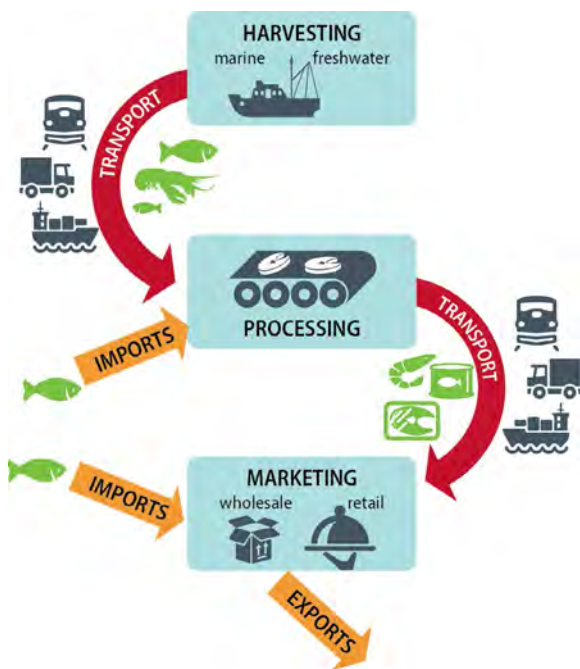 HARVESTING
marine freshwater
TRANSPORT
PROCESSING
IMPORTS
TRANSPORT
MARKETING
wholesale retail
IMPORTS
EXPORTS